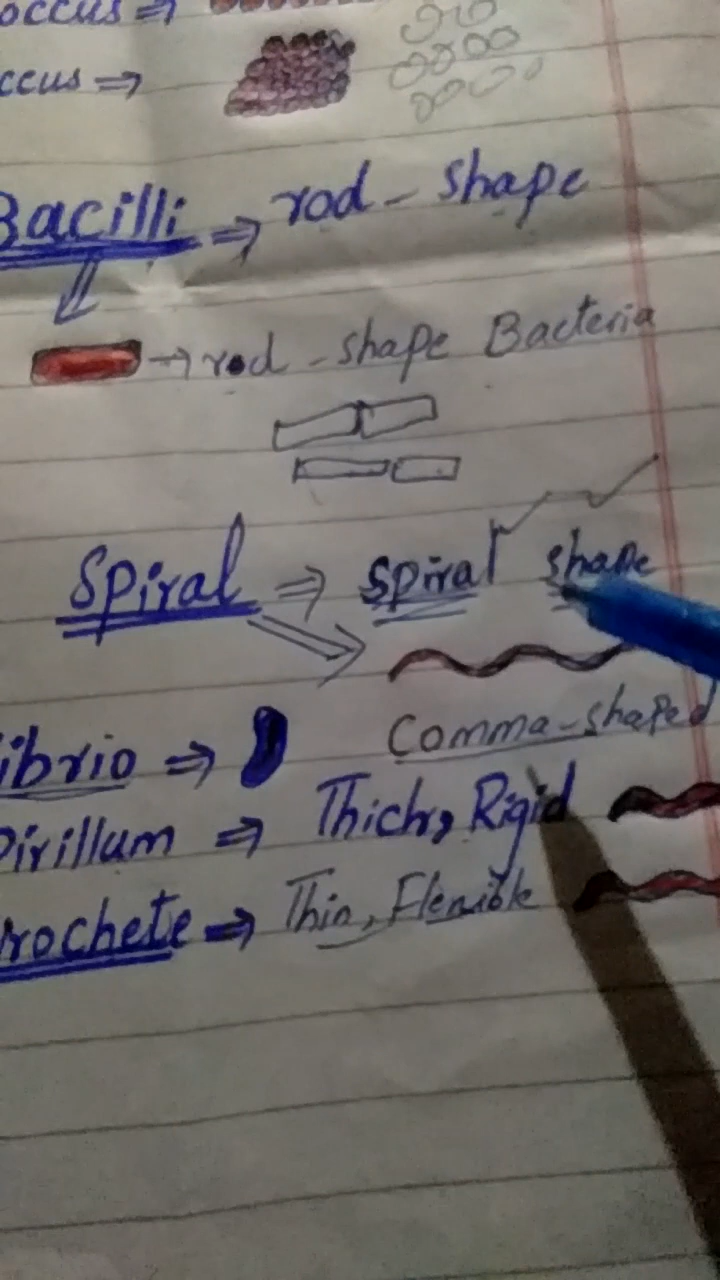 occus ⇒
ccus ⇒
Bacilli ⇒ rod - shape
→ rod - shape Bacteria
Spiral ⇒ spiral shape
ibrio ⇒ Comma-shaped
pirillum ⇒ Thick, Rigid
rochete ⇒ Thin, Flexible